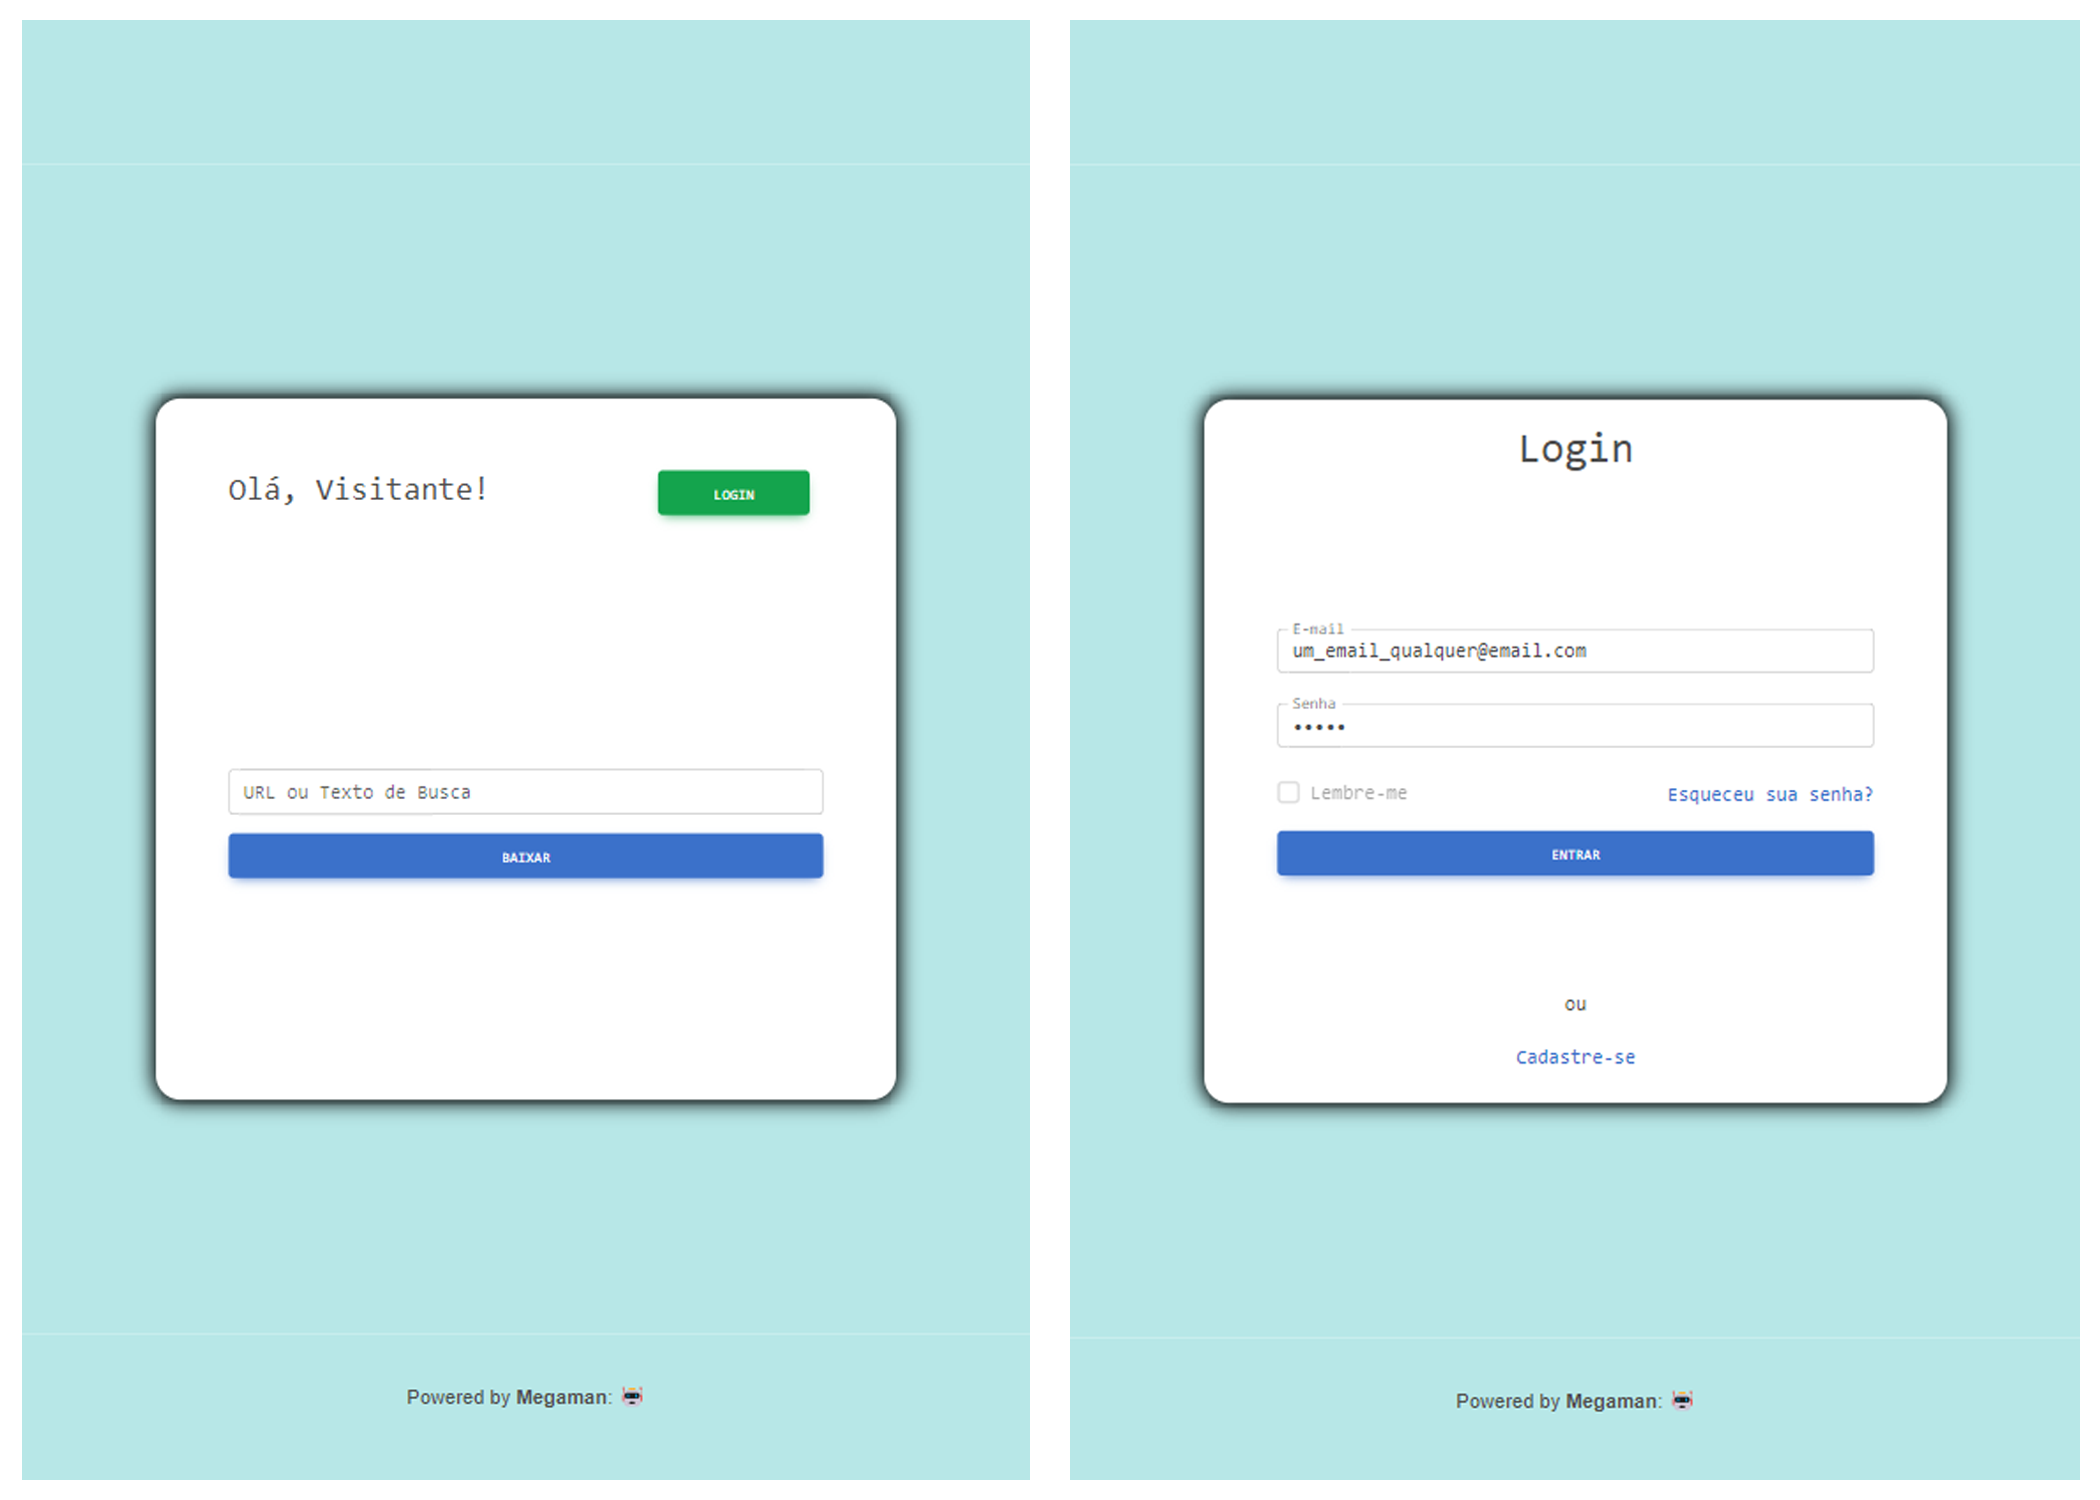 Olá, Visitante!
LOGIN
URL ou Texto de Busca
BAIXAR
Powered by Megaman:
Login
E-mail
um_email_qualquer@email.com
Senha
•••••
Lembre-me
Esqueceu sua senha?
ENTRAR
ou
Cadastre-se
Powered by Megaman: